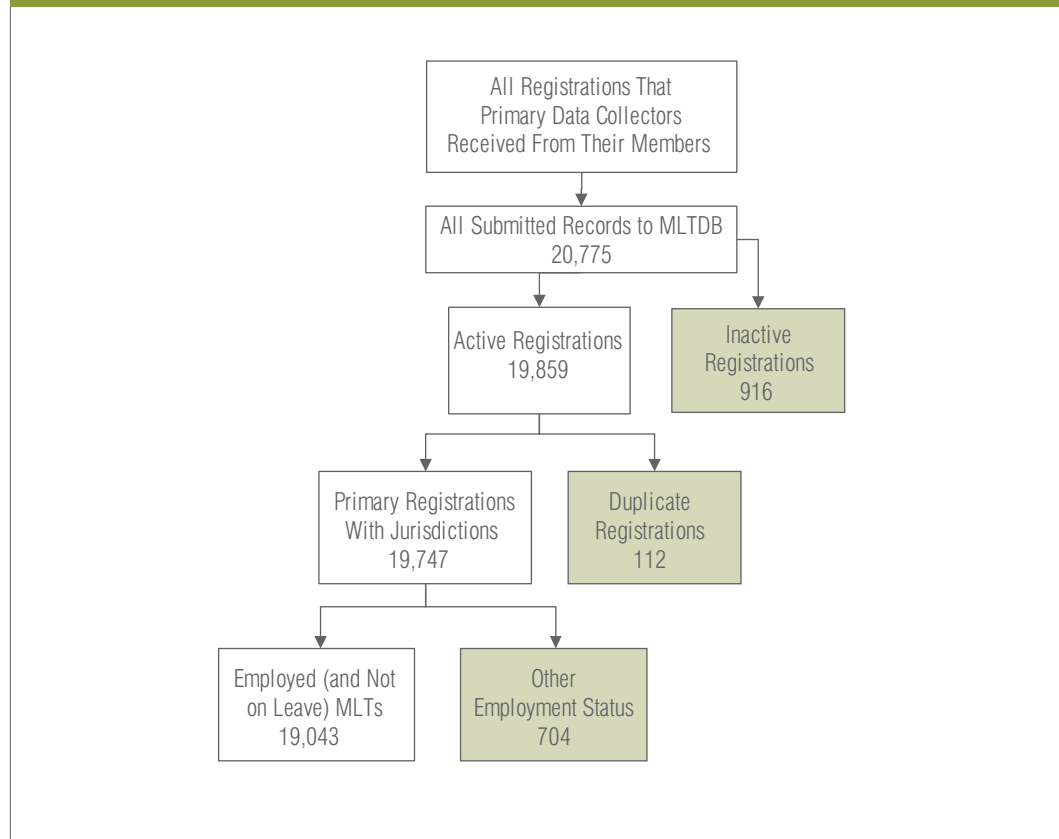 All Registrations That
Primary Data Collectors
Received From Their Members
All Submitted Records to MLTDB
20,775
Active Registrations
19,859
Inactive
Registrations
916
Primary Registrations
With Jurisdictions
19,747
Duplicate
Registrations
112
Employed (and Not
on Leave) MLTs
19,043
Other
Employment Status
704